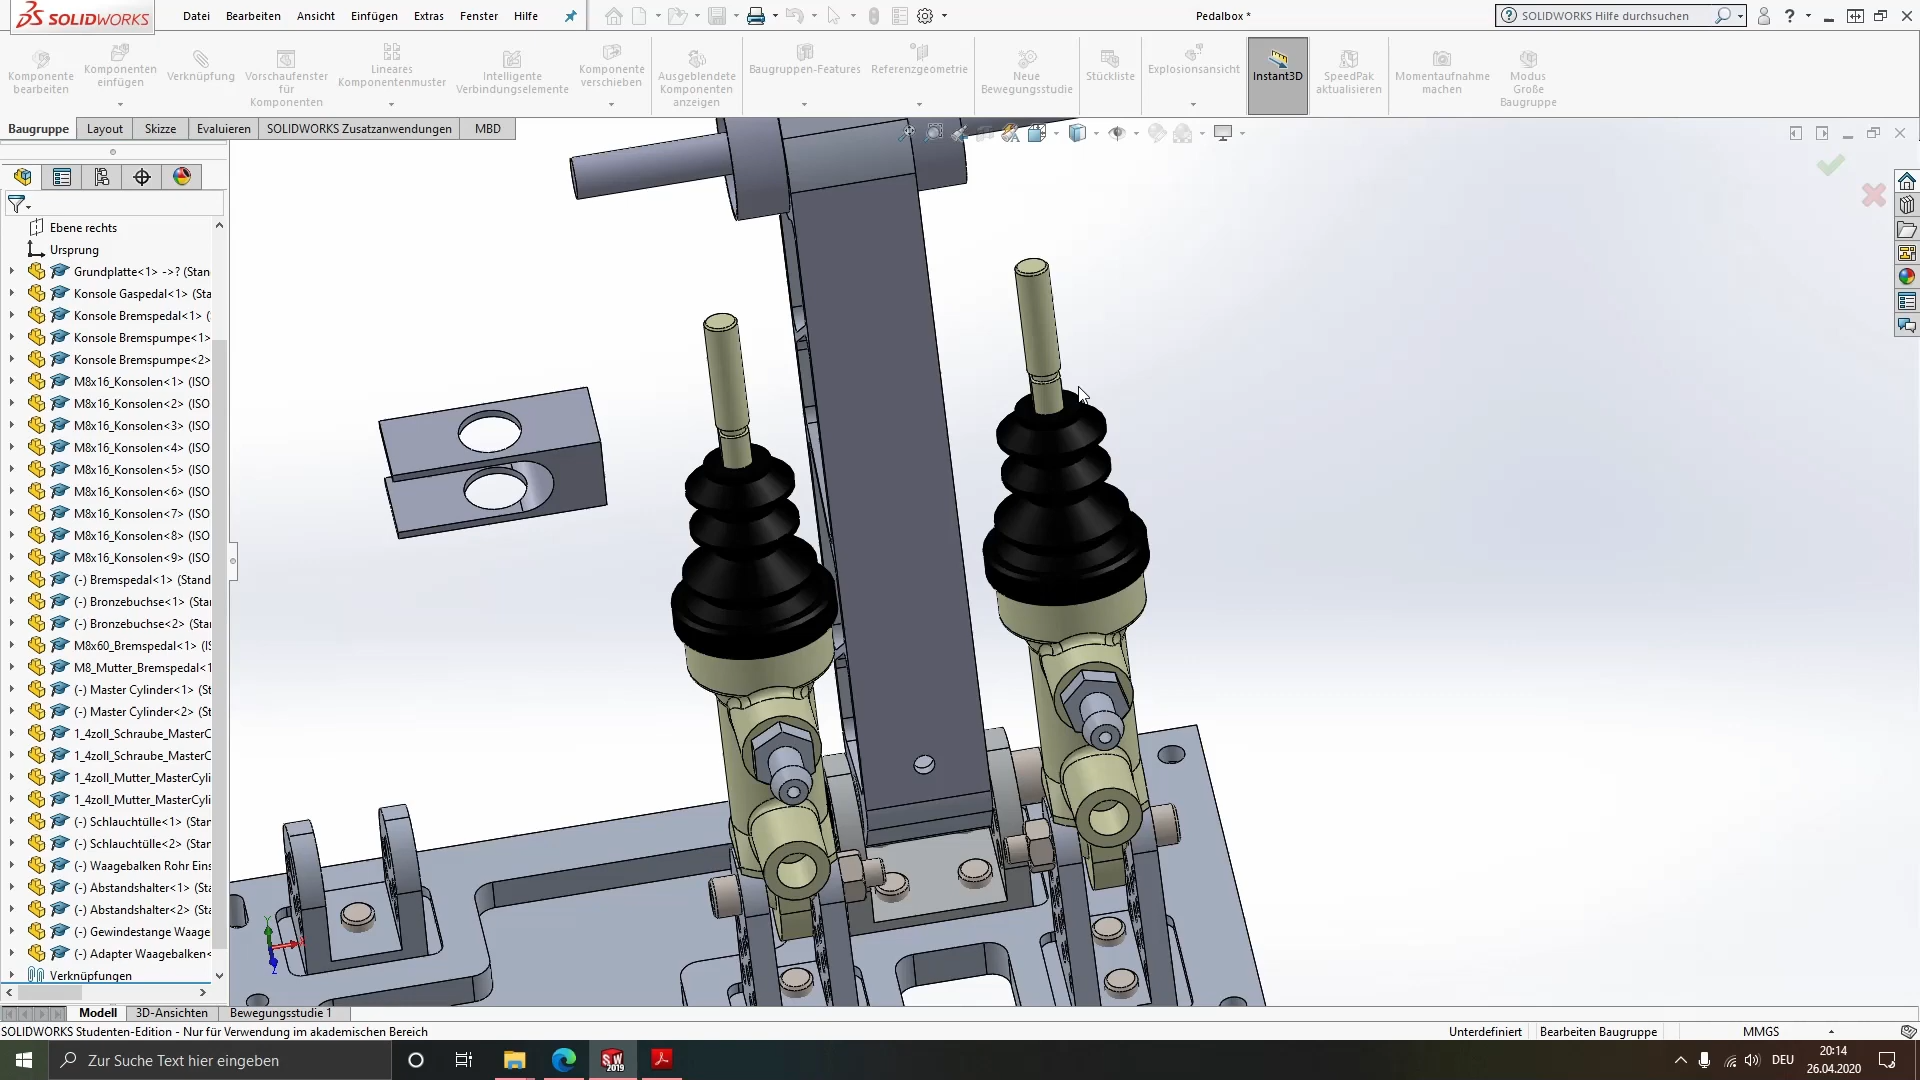 SOLIDWORKS
Datei Bearbeiten Ansicht Einfügen Extras Fenster Hilfe
Pedalbox *
SOLIDWORKS Hilfe durchsuchen
?
Komponente bearbeiten
Komponenten einfügen
Verknüpfung
Vorschaufenster für Komponenten
Lineares Komponentenmuster
Intelligente Verbindungselemente
Komponente verschieben
Ausgeblendete Komponenten anzeigen
Baugruppen-Features
Referenzgeometrie
Neue Bewegungsstudie
Stückliste
Explosionsansicht
Instant3D
SpeedPak aktualisieren
Momentaufnahme machen
Modus Große Baugruppe
Baugruppe Layout Skizze Evaluieren SOLIDWORKS Zusatzanwendungen MBD
Ebene rechts
Ursprung
Grundplatte<1> ->? (Stan
Konsole Gaspedal<1> (Sta
Konsole Bremspedal<1> (
Konsole Bremspumpe<1>
Konsole Bremspumpe<2>
M8x16_Konsolen<1> (ISO
M8x16_Konsolen<2> (ISO
M8x16_Konsolen<3> (ISO
M8x16_Konsolen<4> (ISO
M8x16_Konsolen<5> (ISO
M8x16_Konsolen<6> (ISO
M8x16_Konsolen<7> (ISO
M8x16_Konsolen<8> (ISO
M8x16_Konsolen<9> (ISO
(-) Bremspedal<1> (Stand
(-) Bronzebuchse<1> (Star
(-) Bronzebuchse<2> (Star
M8x60_Bremspedal<1> (IS
M8_Mutter_Bremspedal<1
(-) Master Cylinder<1> (St
(-) Master Cylinder<2> (St
1_4zoll_Schraube_MasterC
1_4zoll_Schraube_MasterC
1_4zoll_Mutter_MasterCyli
1_4zoll_Mutter_MasterCyli
(-) Schlauchtülle<1> (Star
(-) Schlauchtülle<2> (Star
(-) Waagebalken Rohr Eins
(-) Abstandshalter<1> (Sta
(-) Abstandshalter<2> (Sta
(-) Gewindestange Waage
(-) Adapter Waagebalken<
Verknüpfungen
Y
Z
Modell 3D-Ansichten Bewegungsstudie 1
SOLIDWORKS Studenten-Edition - Nur für Verwendung im akademischen Bereich
Unterdefiniert Bearbeiten Baugruppe MMGS
Zur Suche Text hier eingeben
SW 2019
DEU
20:14
26.04.2020